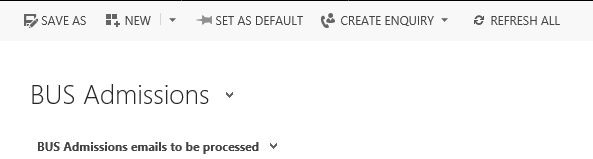 SAVE AS NEW SET AS DEFAULT CREATE ENQUIRY REFRESH ALL
BUS Admissions
BUS Admissions emails to be processed